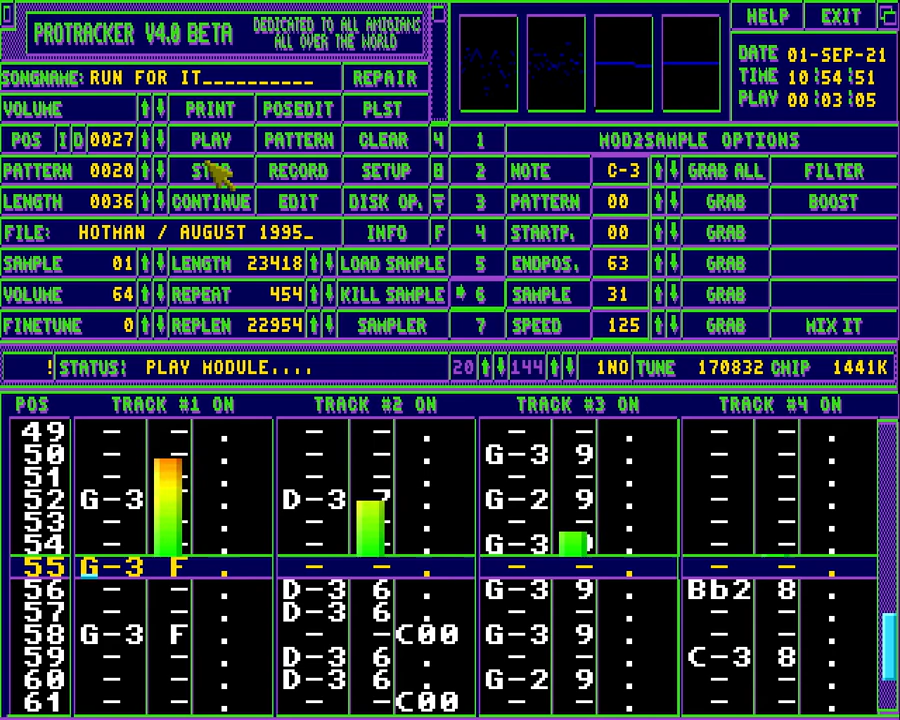 PROTRACKER V4.0 BETA DEDICATED TO ALL AMIGIANS
ALL OVER THE WORLD
HELP EXIT
DATE 01-SEP-21
TIME 10:54:51
PLAY 00:03:05
SONGNAME: RUN FOR IT_________ REPAIR
VOLUME PRINT POSEDIT PLST
POS I D 0027 PLAY PATTERN CLEAR 4 1 MOD2SAMPLE OPTIONS
PATTERN 0020 STOP RECORD SETUP B 2 NOTE C-3 GRAB ALL FILTER
LENGTH 0036 CONTINUE EDIT DISK OP. 3 PATTERN 00 GRAB BOOST
FILE: HOTMAN / AUGUST 1995_ INFO F 4 STARTP. 00 GRAB
SAMPLE 01 LENGTH 23418 LOAD SAMPLE 5 ENDPOS. 63 GRAB
VOLUME 64 REPEAT 454 KILL SAMPLE 6 SAMPLE 31 GRAB
FINETUNE 0 REPLEN 22954 SAMPLER 7 SPEED 125 GRAB MIX IT
! STATUS: PLAY MODULE.... 20 144 1NO TUNE 170832 CHIP 1441K
POS TRACK #1 ON TRACK #2 ON TRACK #3 ON TRACK #4 ON
49 - - . - - . - - . - - .
50 - - . - - . G-3 9 . - - .
51 - - . - - . - - . - - .
52 G-3 . D-3 7 . G-2 9 . - - .
53 - . - - . - - . - - .
54 - . - . G-3 . - - .
55 G-3 F . - - . - - . - - .
56 - - . D-3 6 . G-3 9 . Bb2 8 .
57 - - . D-3 6 . - - . - - .
58 G-3 F . - - C00 G-3 9 . - - .
59 - - . D-3 6 . - - . C-3 8 .
60 - - . D-3 6 . G-2 9 . - - .
61 - - . - - C00 - - . - - .